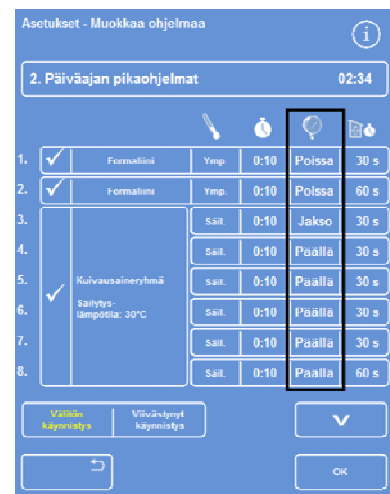 Asetukset - Muokkaa ohjelmaa
i
2. Päiväajan pikaohjelmat 02:34
1. Formaliini Ymp. 0:10 Poissa 30 s
2. Formaliini Ymp. 0:10 Poissa 60 s
3. Säil. 0:10 Jakso 30 s
4. Säil. 0:10 Päällä 30 s
5. Kuivausaineryhmä Säil. 0:10 Päällä 30 s
6. Säilytys- Säil. 0:10 Päällä 30 s
lämpötila: 30°C
7. Säil. 0:10 Päällä 30 s
8. Säil. 0:10 Päällä 60 s
Välitön Viivästynyt
käynnistys käynnistys
OK